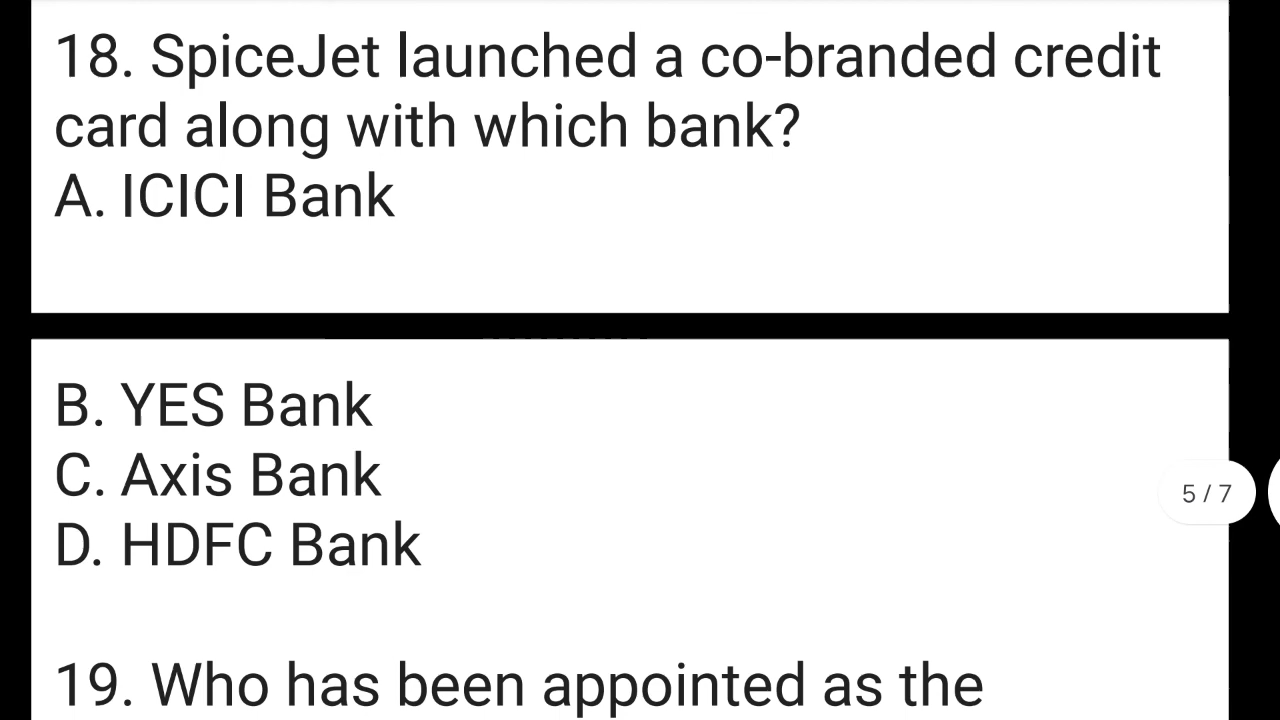 18. SpiceJet launched a co-branded credit
card along with which bank?
A. ICICI Bank
B. YES Bank
C. Axis Bank
5 / 7
D. HDFC Bank
19. Who has been appointed as the